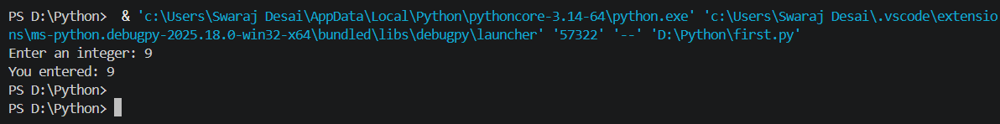 PS D:\Python>  & 'c:\Users\Swaraj Desai\AppData\Local\Python\pythoncore-3.14-64\python.exe' 'c:\Users\Swaraj Desai\.vscode\extensio
ns\ms-python.debugpy-2025.18.0-win32-x64\bundled\libs\debugpy\launcher' '57322' '--' 'D:\Python\first.py'
Enter an integer: 9
You entered: 9
PS D:\Python>
PS D:\Python>